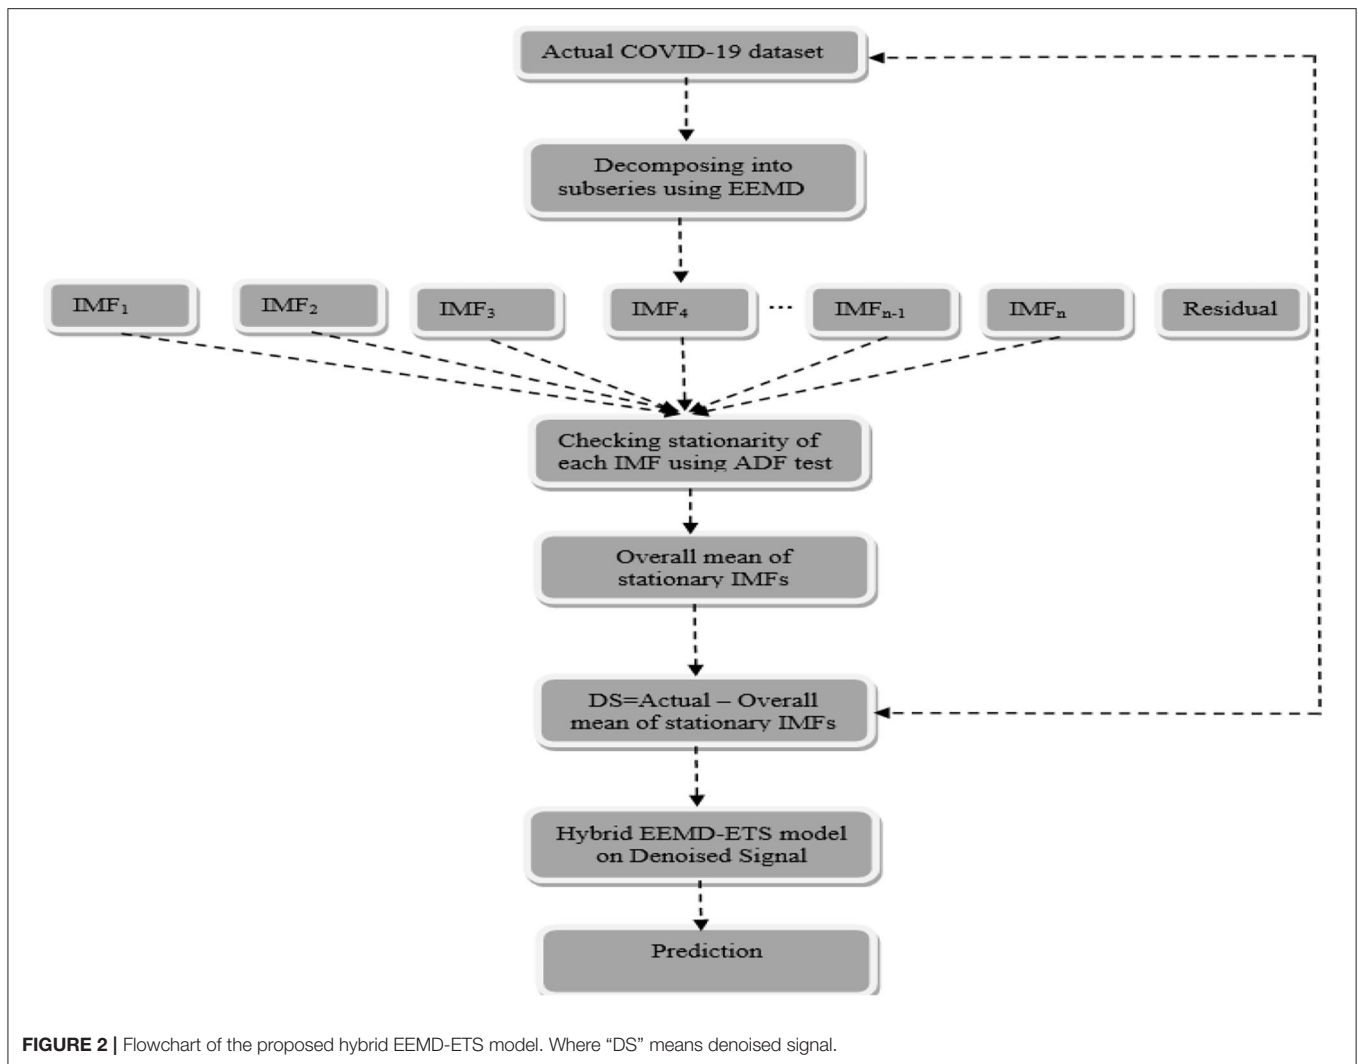 Actual COVID-19 dataset
Decomposing into
subseries using EEMD
IMF₁
IMF₂
IMF₃
IMF₄
...
IMFₙ₋₁
IMFₙ
Residual
Checking stationarity of
each IMF using ADF test
Overall mean of
stationary IMFs
DS=Actual – Overall
mean of stationary IMFs
Hybrid EEMD-ETS model
on Denoised Signal
Prediction
FIGURE 2 | Flowchart of the proposed hybrid EEMD-ETS model. Where “DS” means denoised signal.